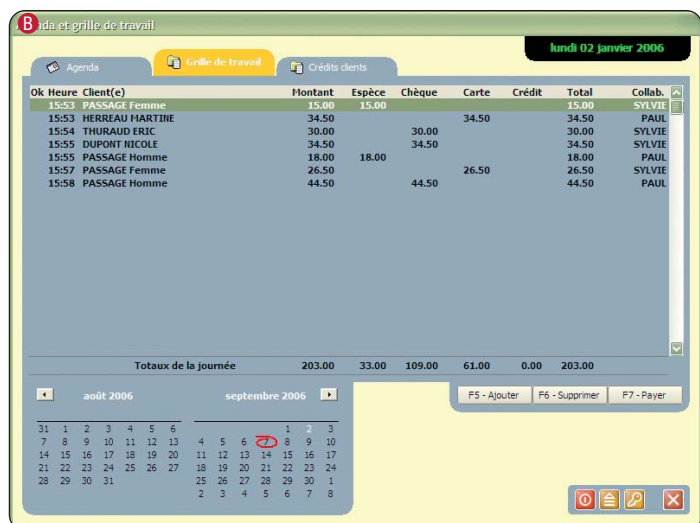 B
Agenda et grille de travail
lundi 02 janvier 2006
Agenda
Grille de travail
Crédits clients
Ok Heure Client(e) Montant Espèce Chèque Carte Crédit Total Collab.
15:53 PASSAGE Femme 15.00 15.00 15.00 SYLVIE
15:53 HERREAU MARTINE 34.50 34.50 34.50 PAUL
15:54 THURAUD ERIC 30.00 30.00 30.00 SYLVIE
15:55 DUPONT NICOLE 34.50 34.50 34.50 SYLVIE
15:55 PASSAGE Homme 18.00 18.00 18.00 PAUL
15:57 PASSAGE Femme 26.50 26.50 26.50 SYLVIE
15:58 PASSAGE Homme 44.50 44.50 44.50 PAUL
Totaux de la journée 203.00 33.00 109.00 61.00 0.00 203.00
août 2006 septembre 2006
31 1 2 3 4 5 6 1 2 3
7 8 9 10 11 12 13 4 5 6 7 8 9 10
14 15 16 17 18 19 20 11 12 13 14 15 16 17
21 22 23 24 25 26 27 18 19 20 21 22 23 24
28 29 30 31 25 26 27 28 29 30 1
2 3 4 5 6 7 8
F5 - Ajouter F6 - Supprimer F7 - Payer